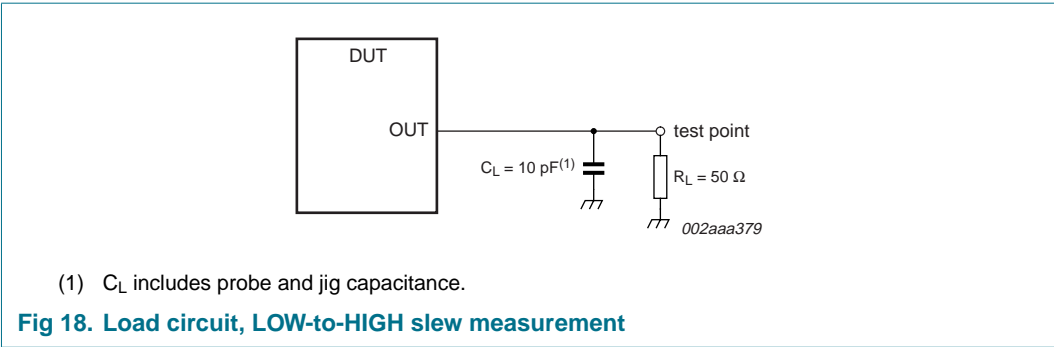 DUT
OUT
test point
C_L = 10 pF(1)
R_L = 50 Ω
002aaa379
(1) C_L includes probe and jig capacitance.
Fig 18. Load circuit, LOW-to-HIGH slew measurement